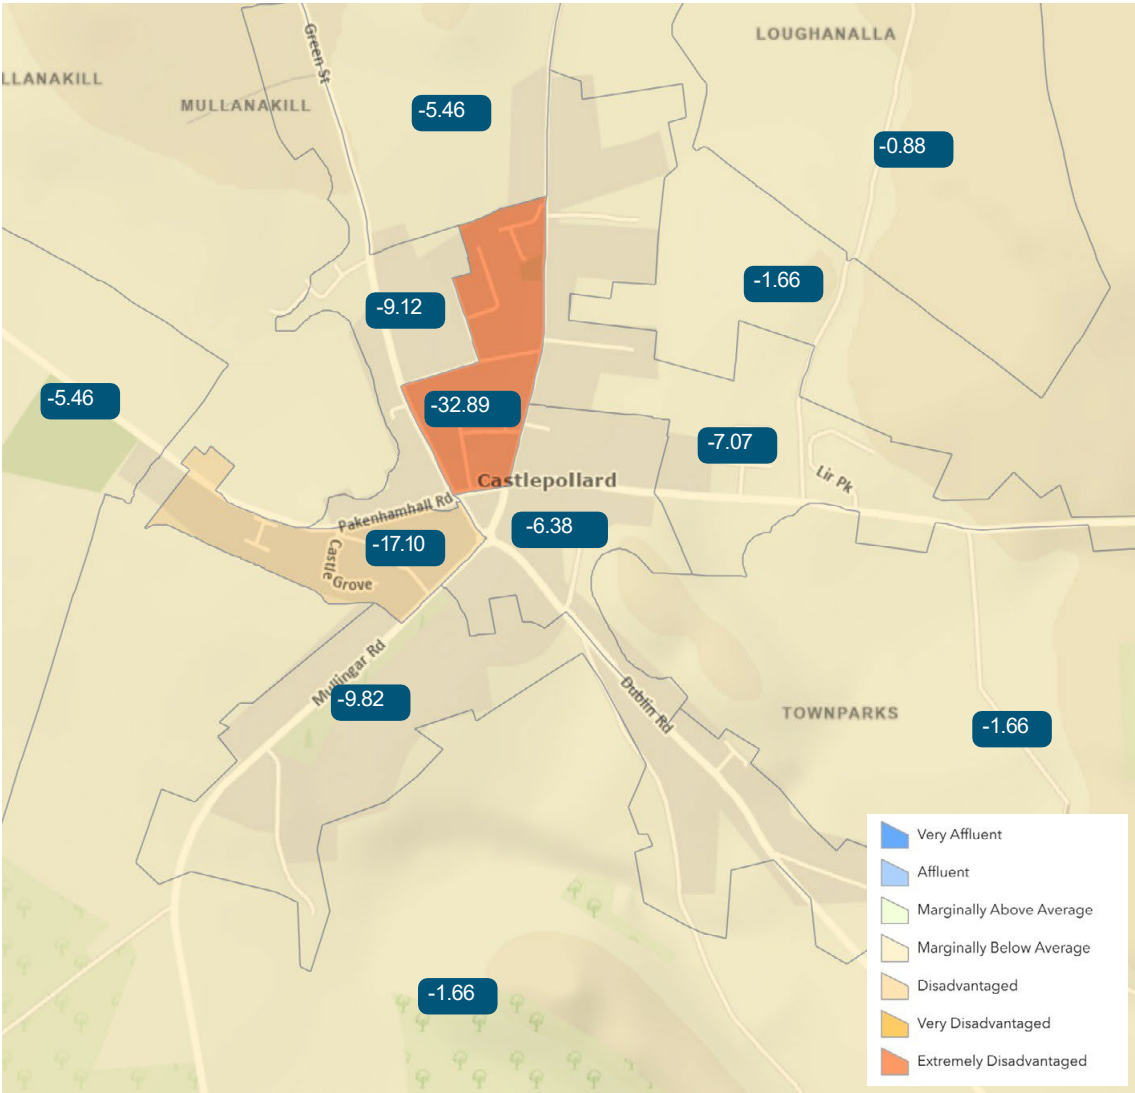 Green St
LOUGHANALLA
LLANAKILL
MULLANAKILL
-5.46
-0.88
-1.66
-9.12
-5.46
-32.89
-7.07
Lir Pk
Castlepollard
Pakenhamhall Rd
-6.38
-17.10
Castle
Grove
Mullingar Rd
-9.82
Dublin Rd
TOWNPARKS
-1.66
-1.66
Very Affluent
Affluent
Marginally Above Average
Marginally Below Average
Disadvantaged
Very Disadvantaged
Extremely Disadvantaged